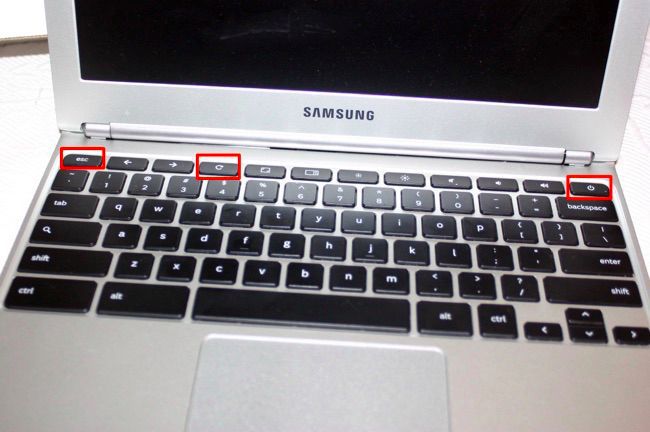 SAMSUNG
esc
~ ! @ # $ % ^ & * ( ) - + backspace
1 2 3 4 5 6 7 8 9 0 - =
tab q w e r t y u i o p { } |
[ ] \
a s d f g h j k l : " enter
; '
shift z x c v b n m < > ? shift
, . /
ctrl alt alt ctrl